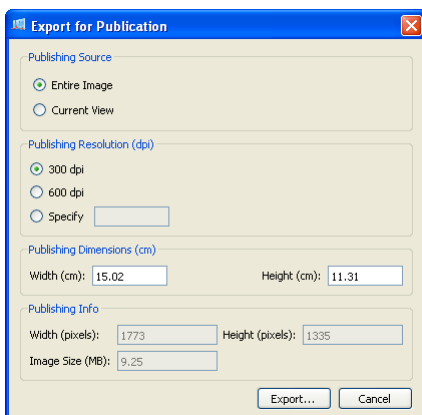 Export for Publication
Publishing Source
Entire Image
Current View
Publishing Resolution (dpi)
300 dpi
600 dpi
Specify
Publishing Dimensions (cm)
Width (cm): 15.02 Height (cm): 11.31
Publishing Info
Width (pixels): 1773 Height (pixels): 1335
Image Size (MB): 9.25
Export... Cancel